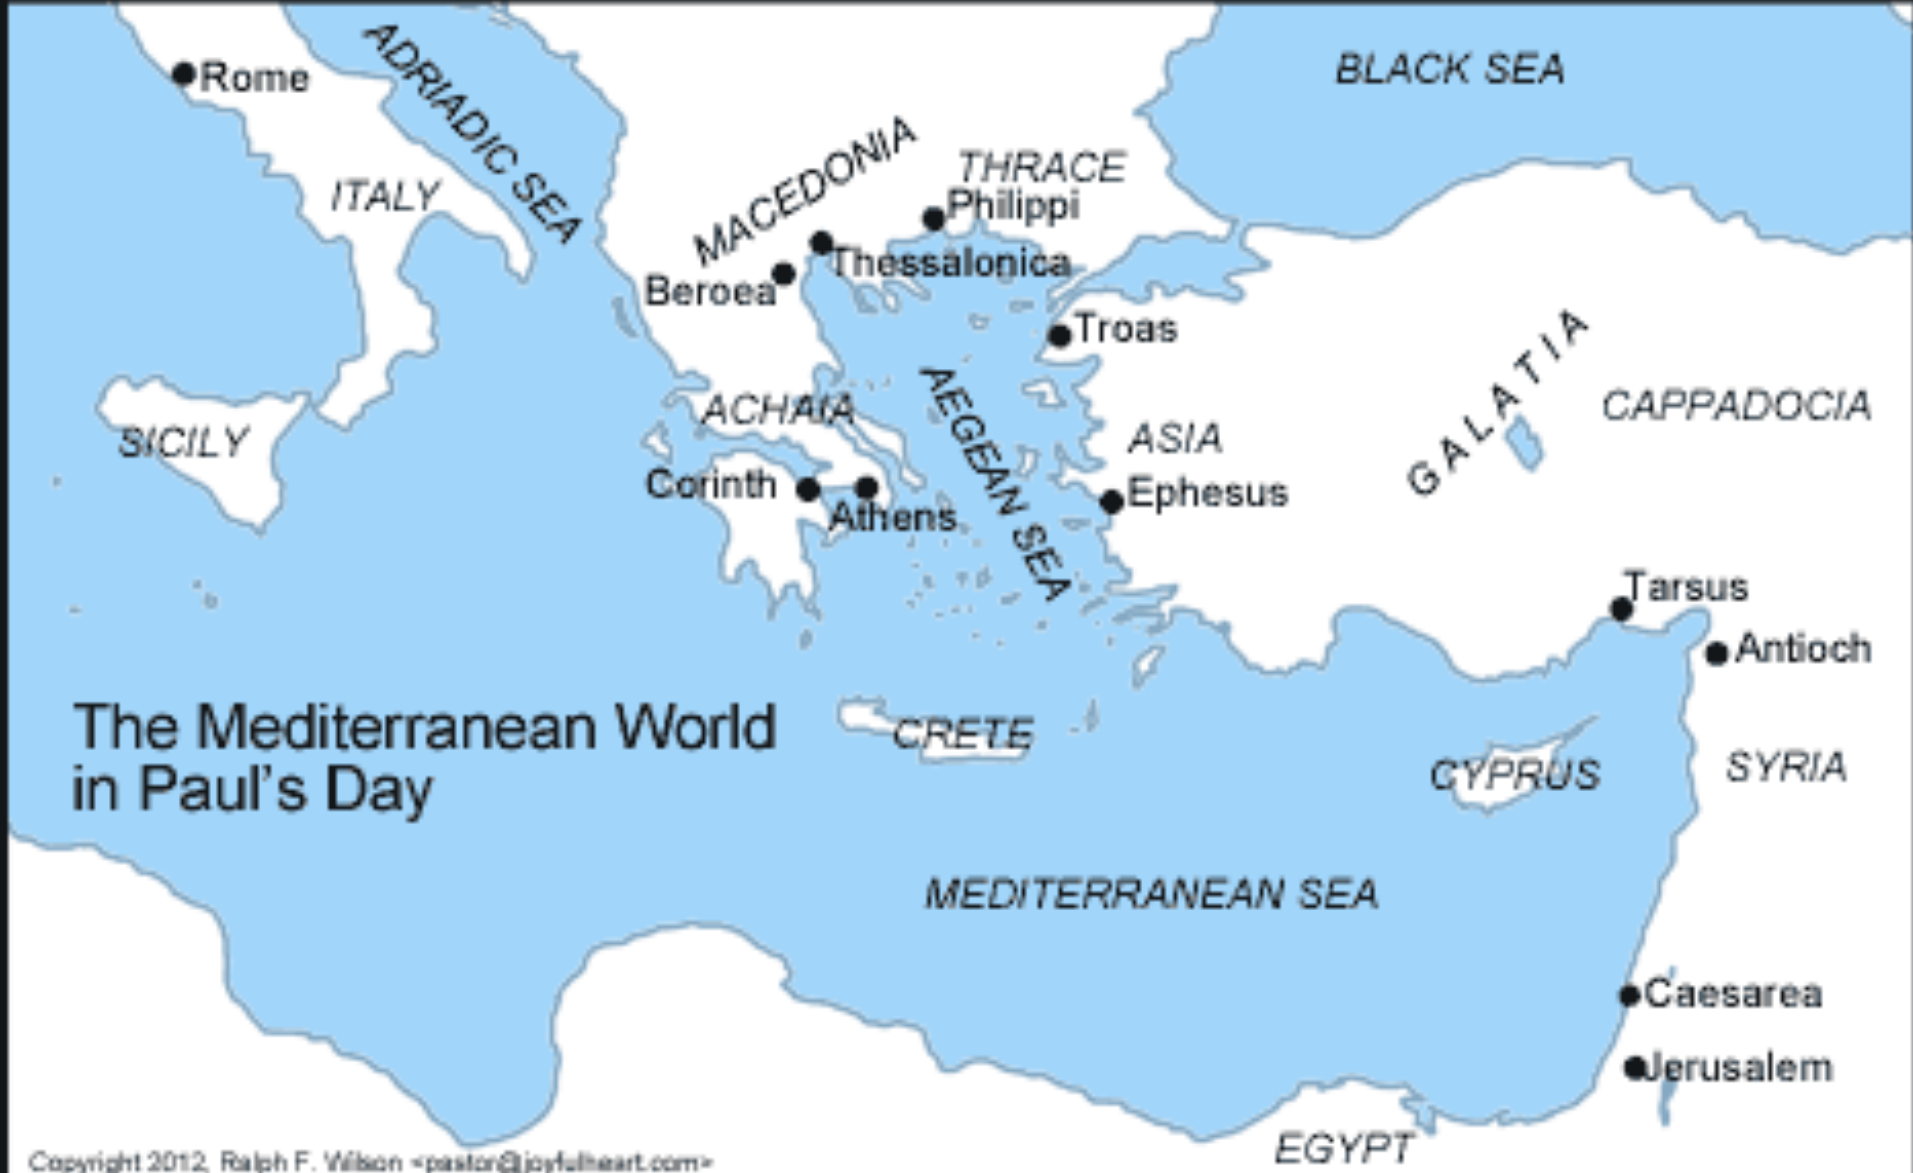 BLACK SEA
ADRIADIC SEA
Rome
MACEDONIA
THRACE
ITALY
Philippi
Thessalonica
Beroea
Troas
GALATIA
AEGEAN SEA
CAPPADOCIA
ACHAIA
SICILY
ASIA
Corinth
Ephesus
Athens
Tarsus
Antioch
The Mediterranean World
in Paul's Day
CRETE
CYPRUS
SYRIA
MEDITERRANEAN SEA
Caesarea
Jerusalem
EGYPT
Copyright 2012, Ralph F. Wilson <pastor@joyfulheart.com>